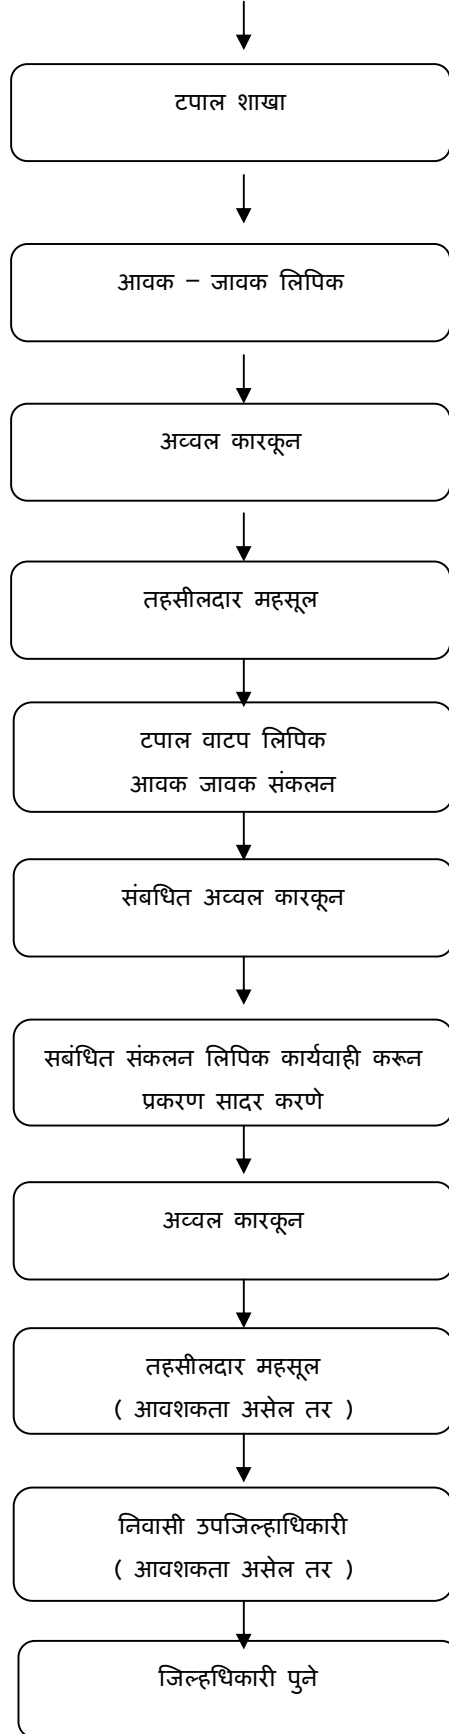 टपाल शाखा
आवक – जावक लिपिक
अव्वल कारकून
तहसीलदार महसूल
टपाल वाटप लिपिक
आवक जावक संकलन
संबधित अव्वल कारकून
सबंधित संकलन लिपिक कार्यवाही करून
प्रकरण सादर करणे
अव्वल कारकून
तहसीलदार महसूल
( आवशकता असेल तर )
निवासी उपजिल्हाधिकारी
( आवशकता असेल तर )
जिल्हधिकारी पुने